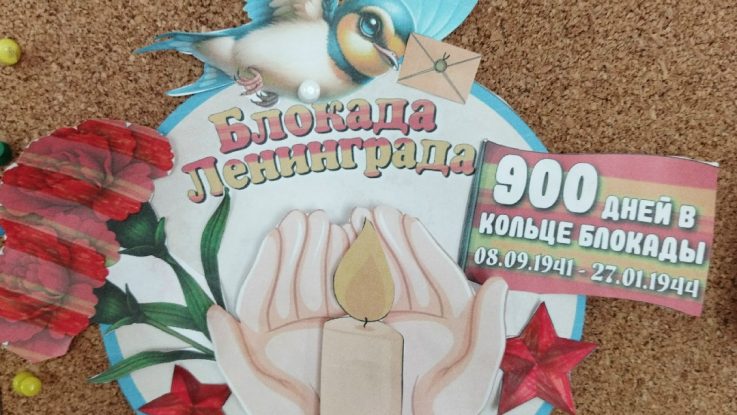 Блокада
Ленинграда
900 ДНЕЙ В
КОЛЬЦЕ БЛОКАДЫ
08.09.1941 - 27.01.1944